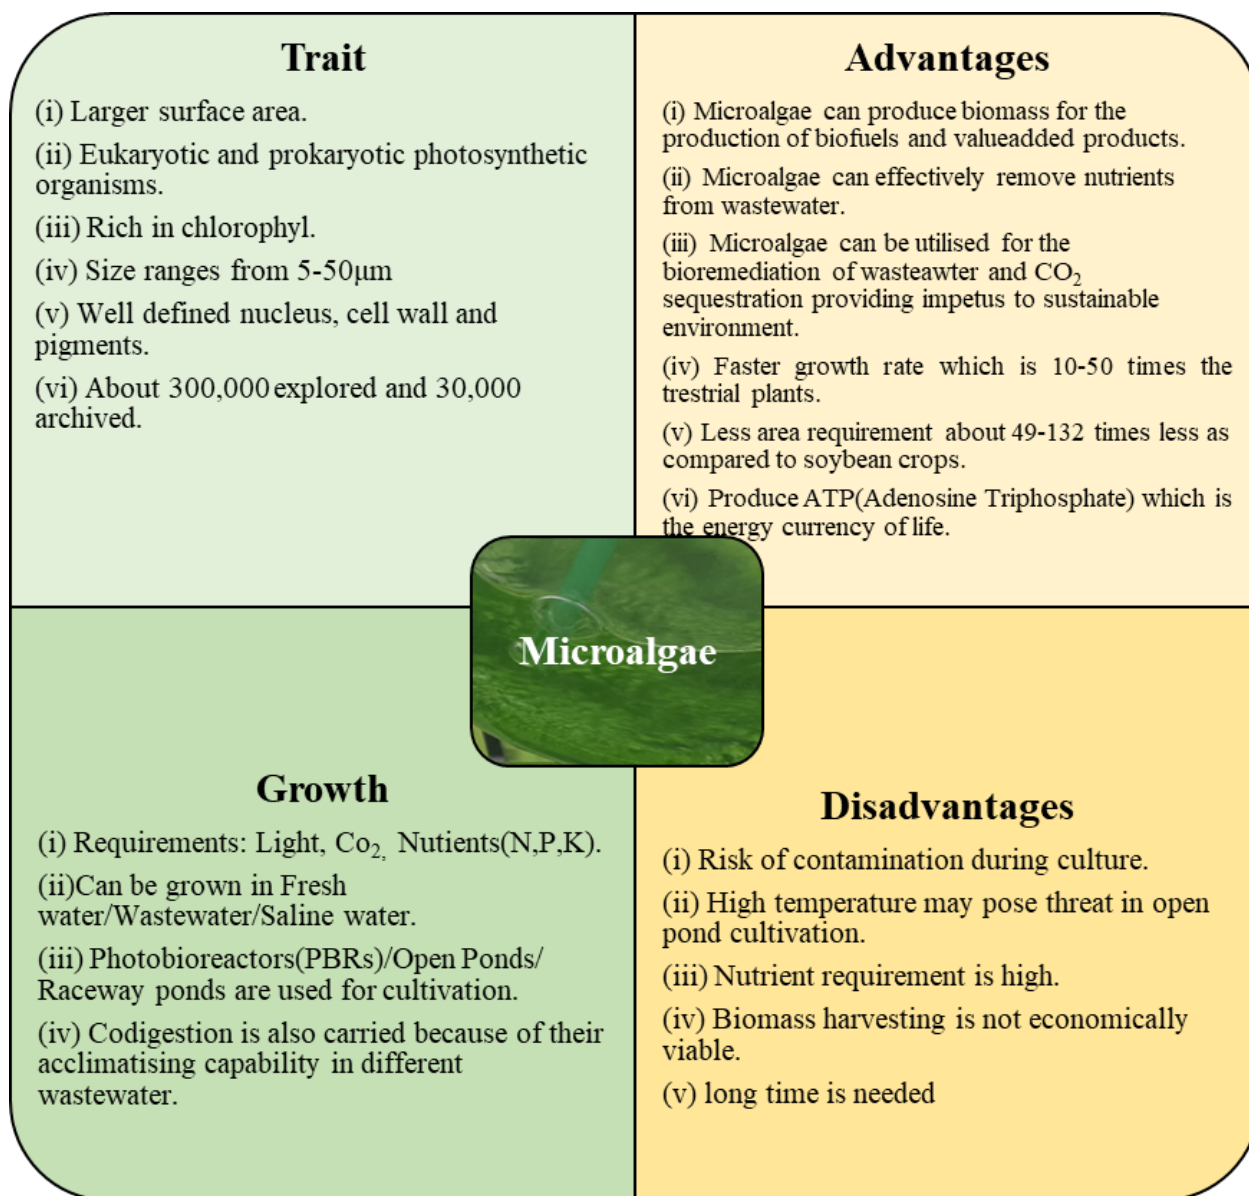 Trait
(i) Larger surface area.
(ii) Eukaryotic and prokaryotic photosynthetic
organisms.
(iii) Rich in chlorophyl.
(iv) Size ranges from 5-50μm
(v) Well defined nucleus, cell wall and
pigments.
(vi) About 300,000 explored and 30,000
archived.
Advantages
(i) Microalgae can produce biomass for the
production of biofuels and valueadded products.
(ii) Microalgae can effectively remove nutrients
from wastewater.
(iii) Microalgae can be utilised for the
bioremediation of wasteawter and CO₂
sequestration providing impetus to sustainable
environment.
(iv) Faster growth rate which is 10-50 times the
trestrial plants.
(v) Less area requirement about 49-132 times less as
compared to soybean crops.
(vi) Produce ATP(Adenosine Triphosphate) which is
the energy currency of life.
Microalgae
Growth
(i) Requirements: Light, Co₂, Nutients(N,P,K).
(ii)Can be grown in Fresh
water/Wastewater/Saline water.
(iii) Photobioreactors(PBRs)/Open Ponds/
Raceway ponds are used for cultivation.
(iv) Codigestion is also carried because of their
acclimatising capability in different
wastewater.
Disadvantages
(i) Risk of contamination during culture.
(ii) High temperature may pose threat in open
pond cultivation.
(iii) Nutrient requirement is high.
(iv) Biomass harvesting is not economically
viable.
(v) long time is needed